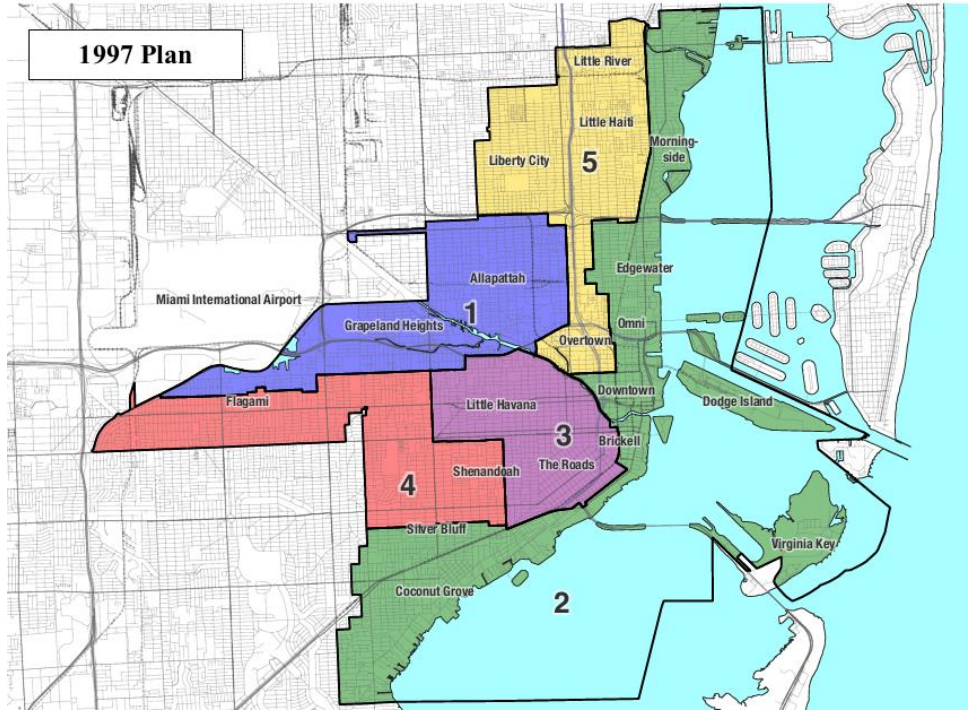 1997 Plan
Little River
Little Haiti
Liberty City
5
Morning-
side
Allapattah
Edgewater
Miami International Airport
1
Grapeland Heights
Omni
Overtown
Downtown
Dodge Island
Flagami
Little Havana
3
Brickell
The Roads
Shenandoah
4
Silver Bluff
Virginia Key
Coconut Grove
2